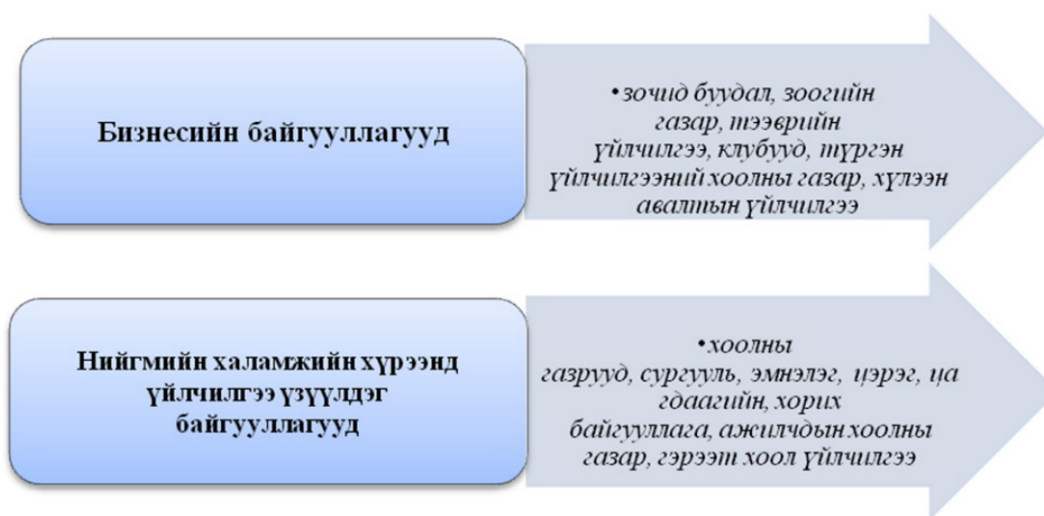 Бизнесийн байгууллагууд
•зочид буудал, зоогийн
газар, тээврийн
үйлчилгээ, клубууд, түргэн
үйлчилгээний хоолны газар, хүлээн
авалтын үйлчилгээ
Нийгмийн халамжийн хүрээнд
үйлчилгээ үзүүлдэг
байгууллагууд
•хоолны
газрууд, сургууль, эмнэлэг, цэрэг, ца
гдаагийн, хорих
байгууллага, ажилчдын хоолны
газар, гэрээт хоол үйлчилгээ